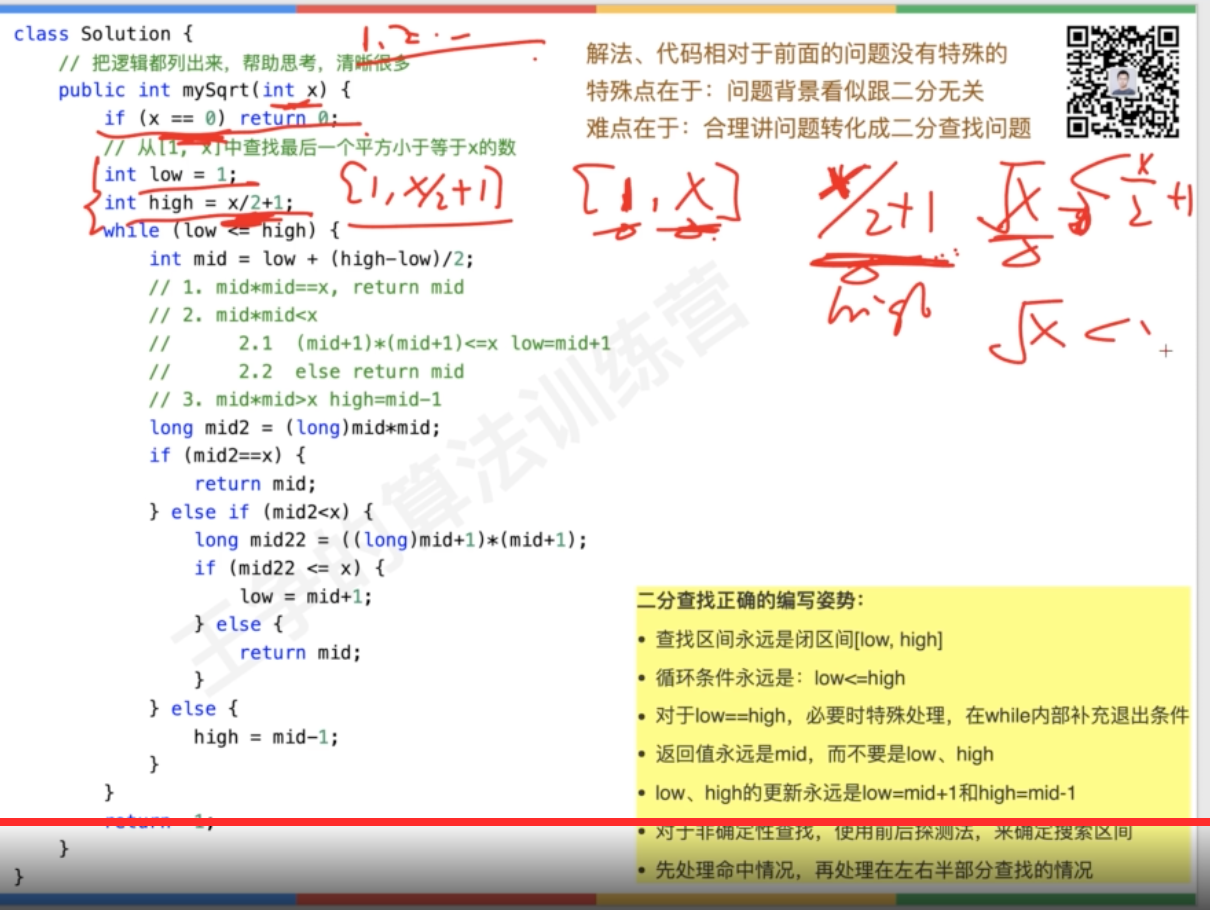 class Solution {
// 把逻辑都列出来，帮助思考，清晰很多
public int mySqrt(int x) {
if (x == 0) return 0;
// 从[1, x]中查找最后一个平方小于等于x的数
int low = 1;
int high = x/2+1;
while (low <= high) {
int mid = low + (high-low)/2;
// 1. mid*mid==x, return mid
// 2. mid*mid<x
//      2.1  (mid+1)*(mid+1)<=x low=mid+1
//      2.2  else return mid
// 3. mid*mid>x high=mid-1
long mid2 = (long)mid*mid;
if (mid2==x) {
return mid;
} else if (mid2<x) {
long mid22 = ((long)mid+1)*(mid+1);
if (mid22 <= x) {
low = mid+1;
} else {
return mid;
}
} else {
high = mid-1;
}
}
return -1;
}
}
1, 2 . . —
[1, x/2+1]
[1, x]
x/2+1
high
√x < x/2 +1
√x <
解法、代码相对于前面的问题没有特殊的
特殊点在于：问题背景看似跟二分无关
难点在于：合理讲问题转化成二分查找问题
二分查找正确的编写姿势：
• 查找区间永远是闭区间[low, high]
• 循环条件永远是：low<=high
• 对于low==high，必要时特殊处理，在while内部补充退出条件
• 返回值永远是mid，而不要是low、high
• low、high的更新永远是low=mid+1和high=mid-1
• 对于非确定性查找，使用前后探测法，来确定搜索区间
• 先处理命中情况，再处理在左右半部分查找的情况
王争的算法训练营